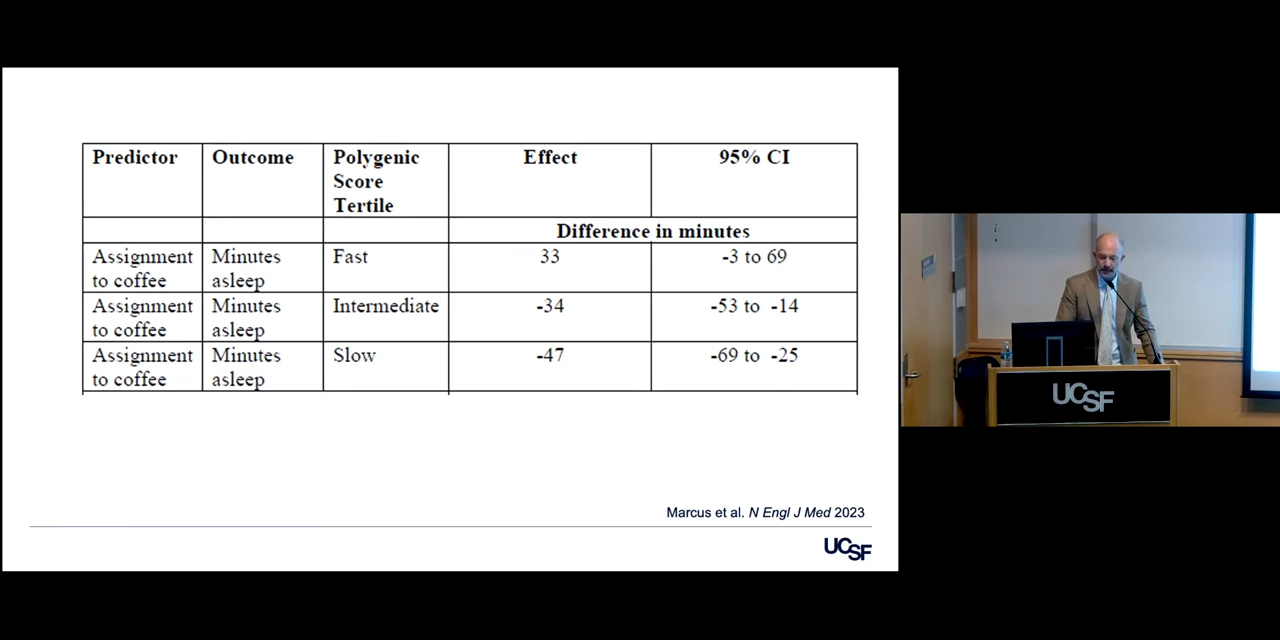 Predictor Outcome Polygenic Effect 95% CI
Score
Tertile
Difference in minutes
Assignment Minutes Fast 33 -3 to 69
to coffee asleep
Assignment Minutes Intermediate -34 -53 to -14
to coffee asleep
Assignment Minutes Slow -47 -69 to -25
to coffee asleep
Marcus et al. N Engl J Med 2023
UCSF
UCSF